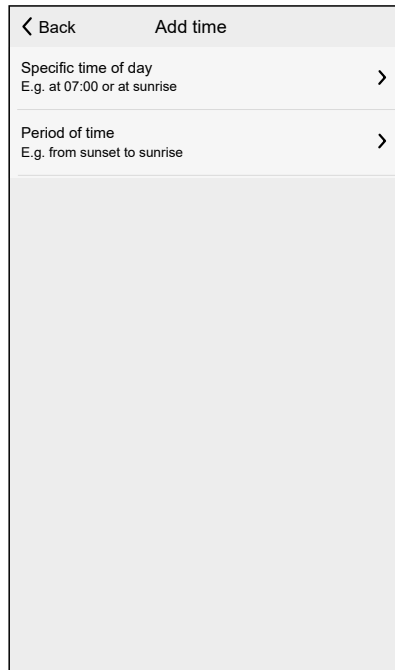 Back Add time
Specific time of day
E.g. at 07:00 or at sunrise
Period of time
E.g. from sunset to sunrise